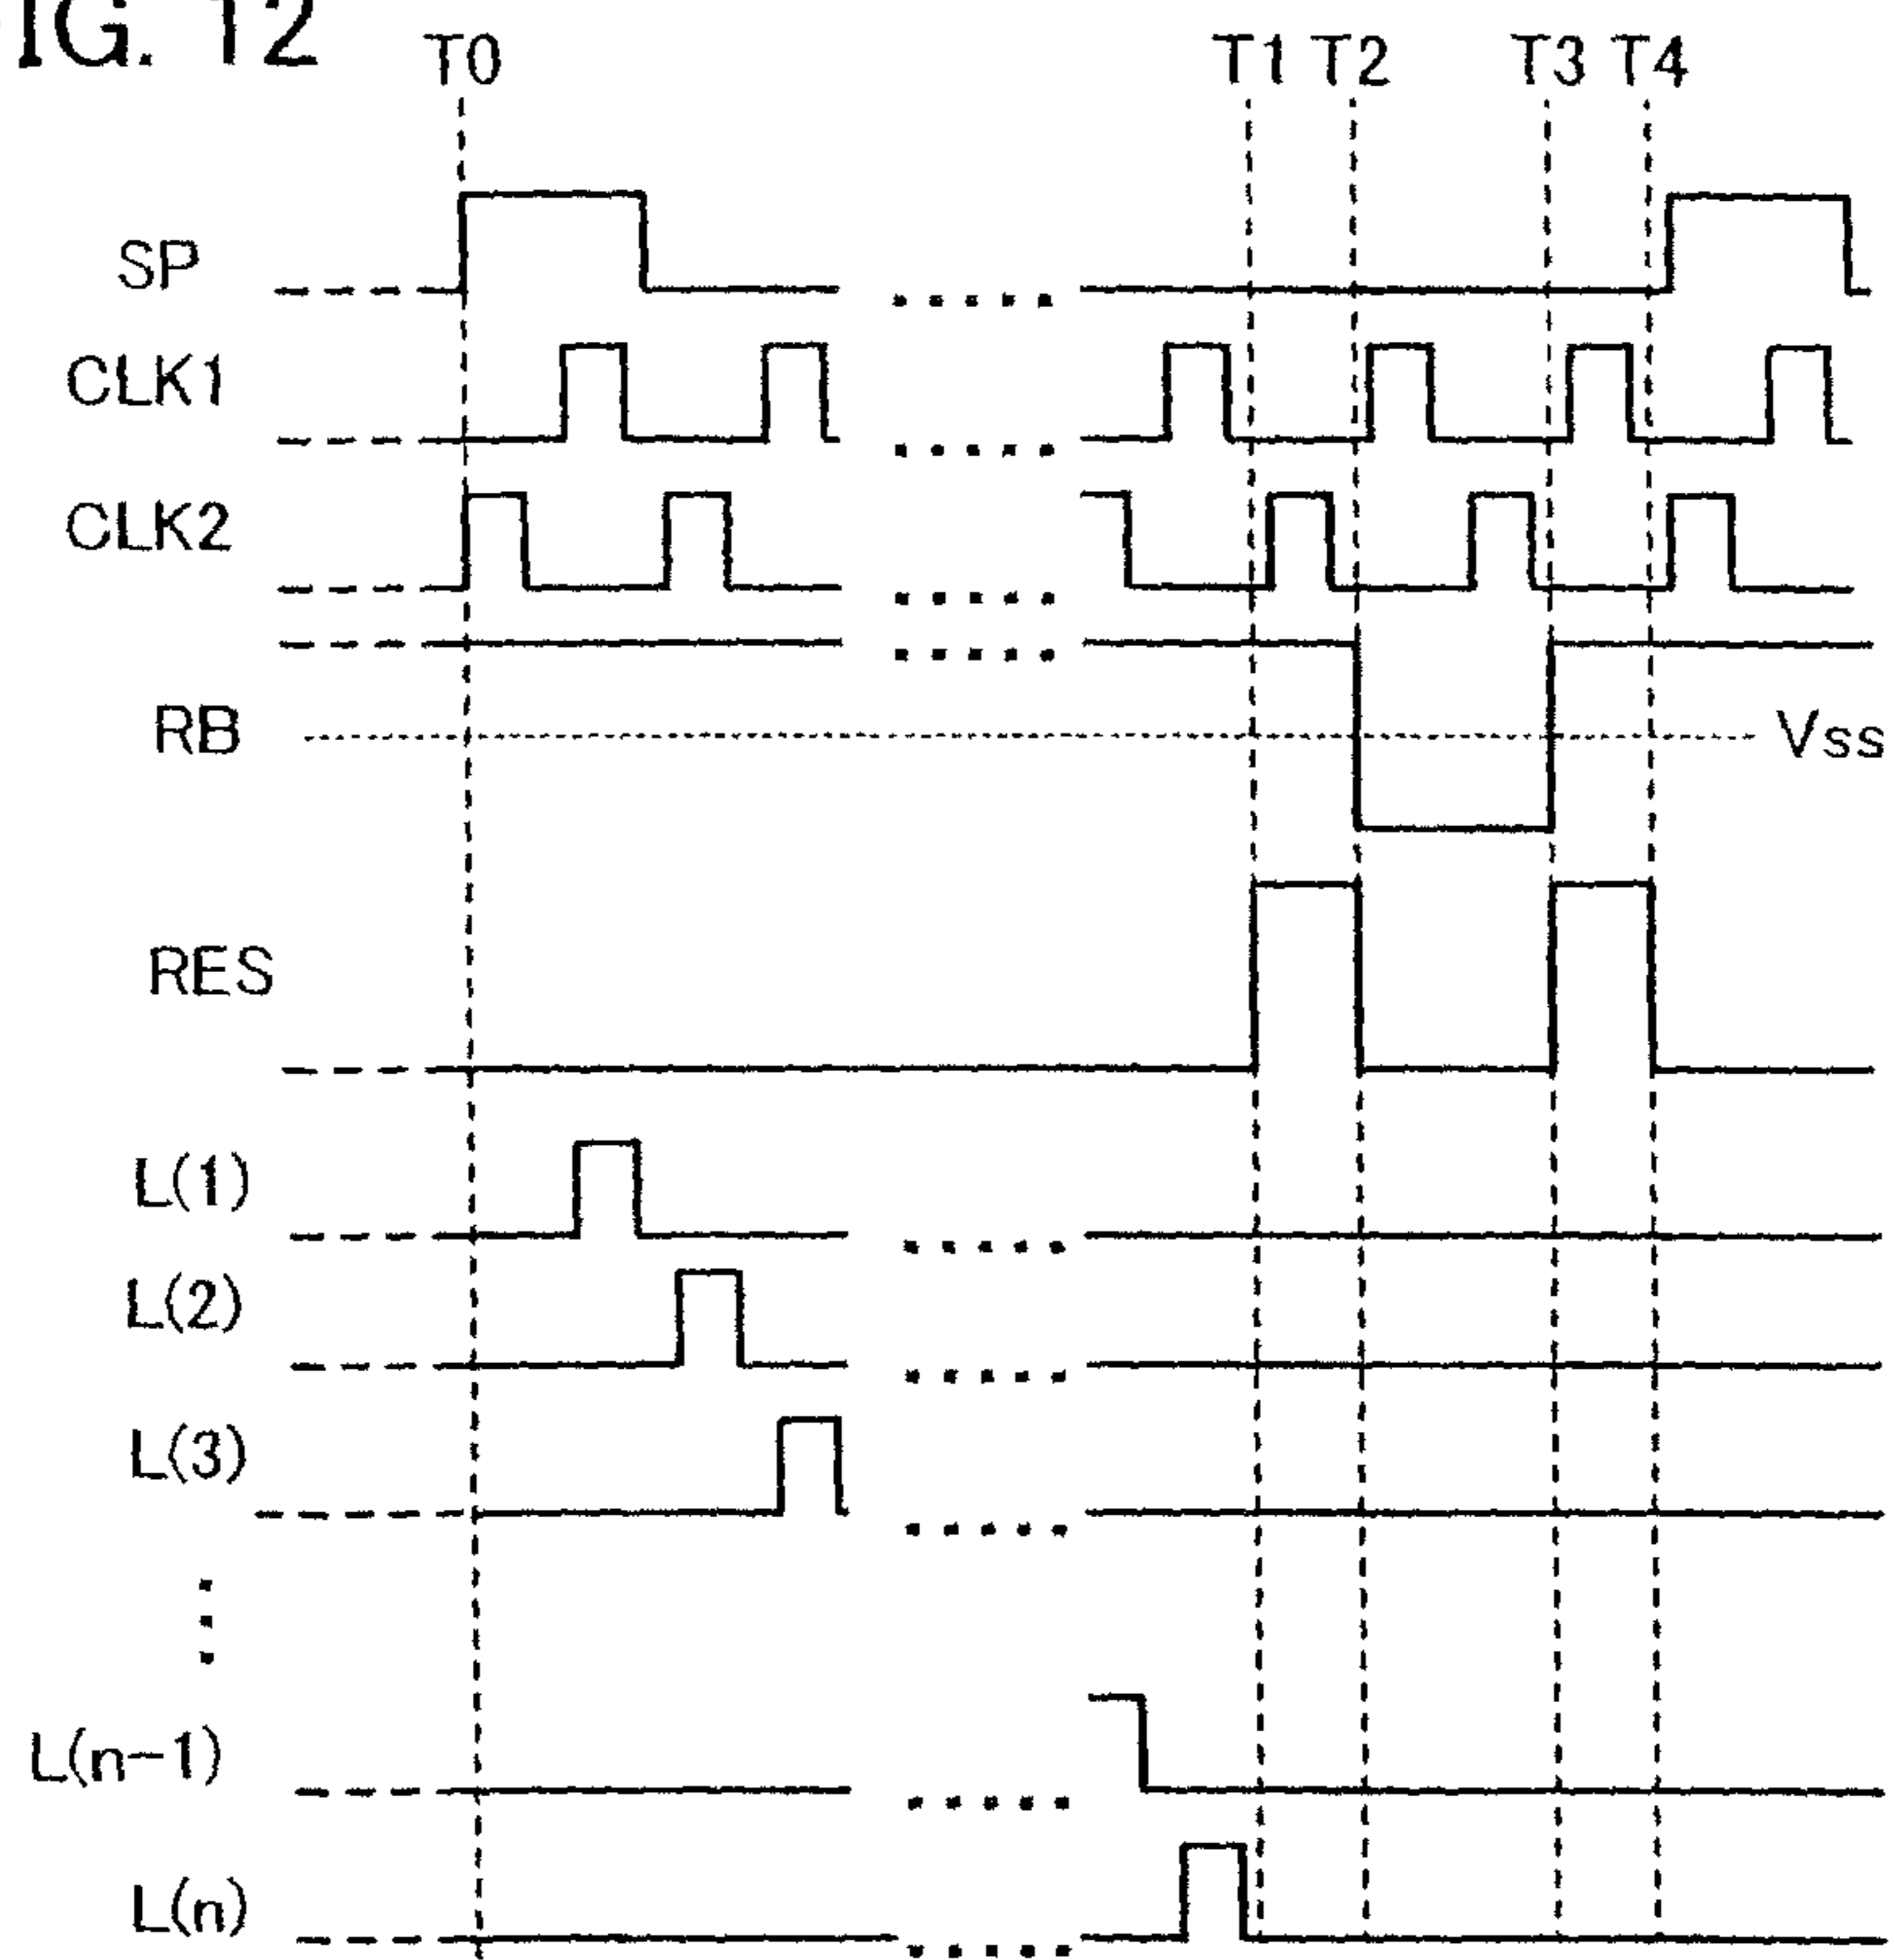 IG. 12
T0 T1 T2 T3 T4
SP
CLK1
CLK2
RB
Vss
RES
L(1)
L(2)
L(3)
L(n-1)
L(n)